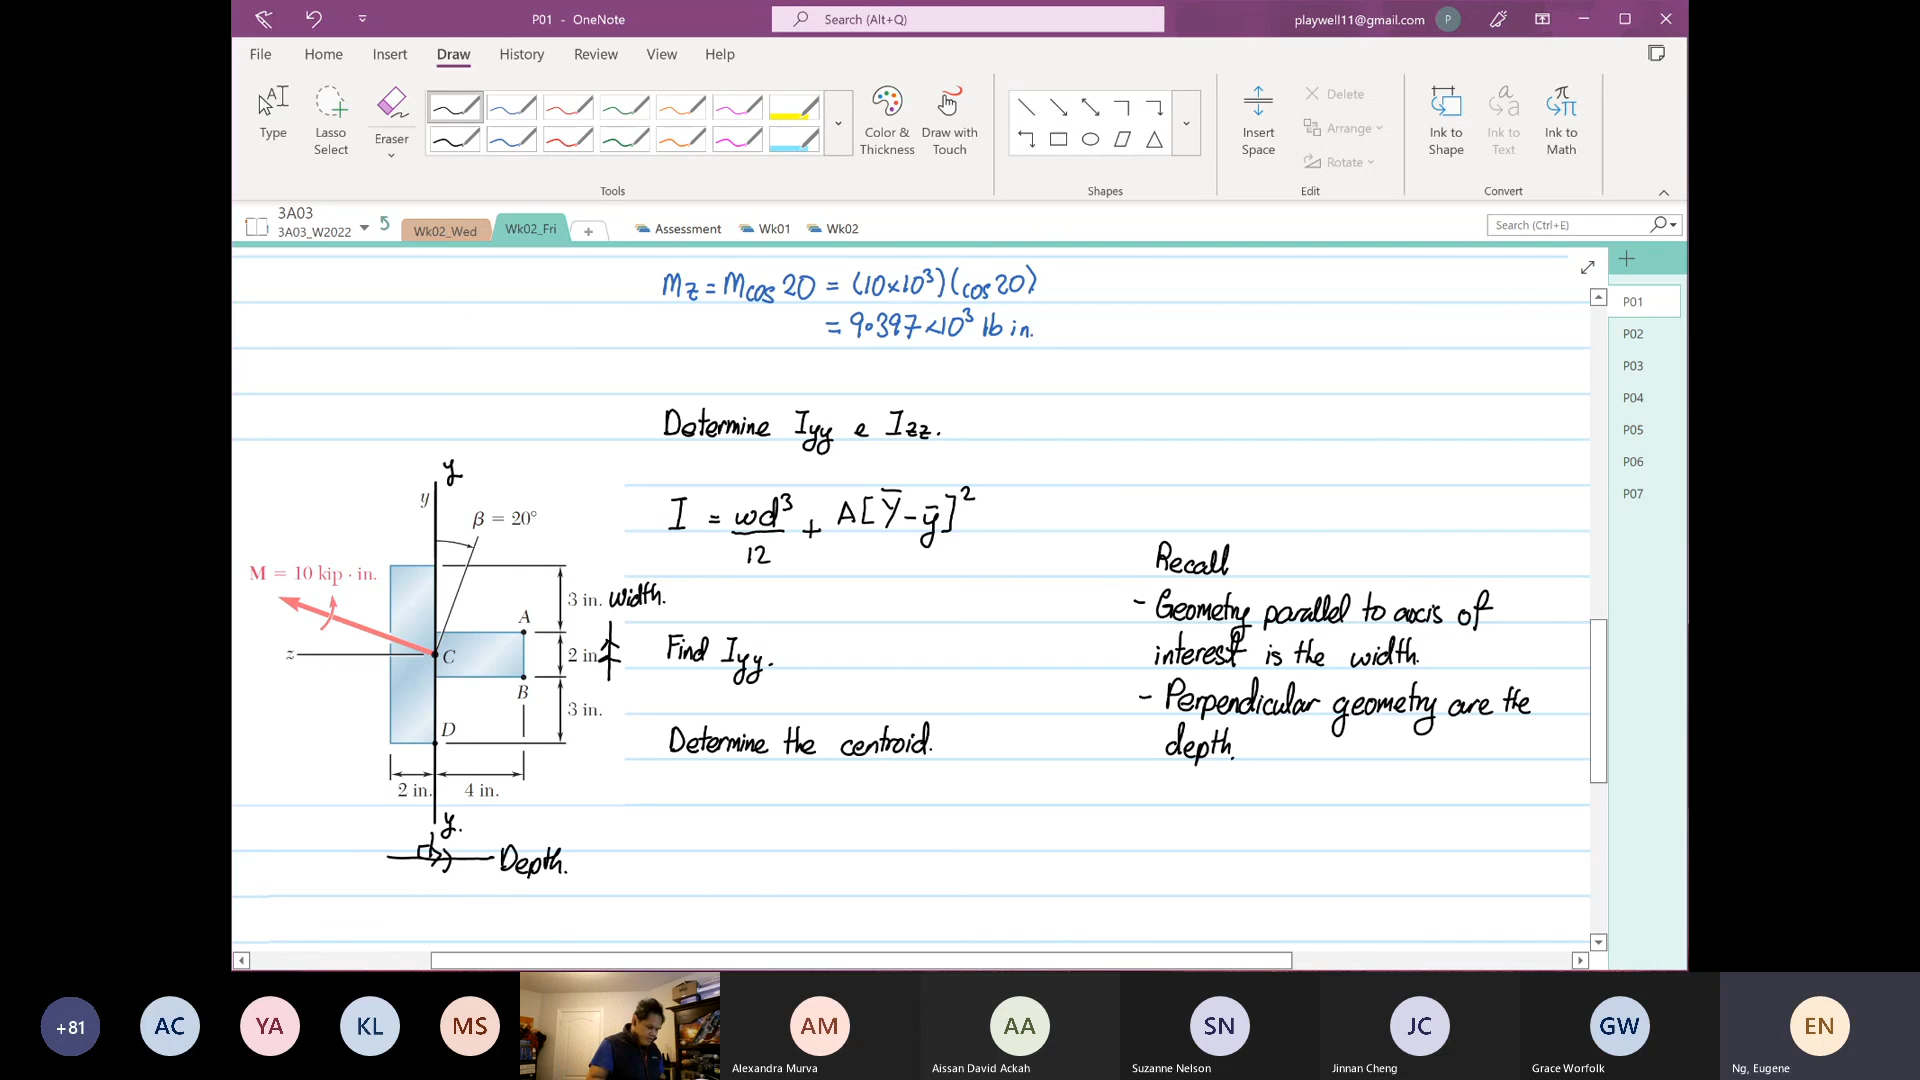 P01 - OneNote
Search (Alt+Q)
playwell11@gmail.com
P
File Home Insert Draw History Review View Help
Type
Lasso Select
Eraser
Color & Thickness
Draw with Touch
Insert Space
Delete
Arrange
Rotate
Ink to Shape
Ink to Text
Ink to Math
Tools
Shapes
Edit
Convert
3A03
3A03_W2022
Wk02_Wed
Wk02_Fri
+
Assessment
Wk01
Wk02
Search (Ctrl+E)
P01
P02
P03
P04
P05
P06
P07
Mz = Mcos 20 = (10×10³)(cos 20)
= 9.397×10³ lb in.
Determine Iyy e Izz.
I = wd³/12 + A[Ȳ - ȳ]²
Recall
- Geometry parallel to axis of
interest is the width.
- Perpendicular geometry are the
depth.
Find Iyy.
Determine the centroid.
y
y
β = 20°
M = 10 kip · in.
3 in. width.
A
z
C
2 in.
B
3 in.
D
2 in.
4 in.
y.
Depth.
+81
AC
YA
KL
MS
AM
AA
SN
JC
GW
EN
Alexandra Murva
Aissan David Ackah
Suzanne Nelson
Jinnan Cheng
Grace Worfolk
Ng, Eugene